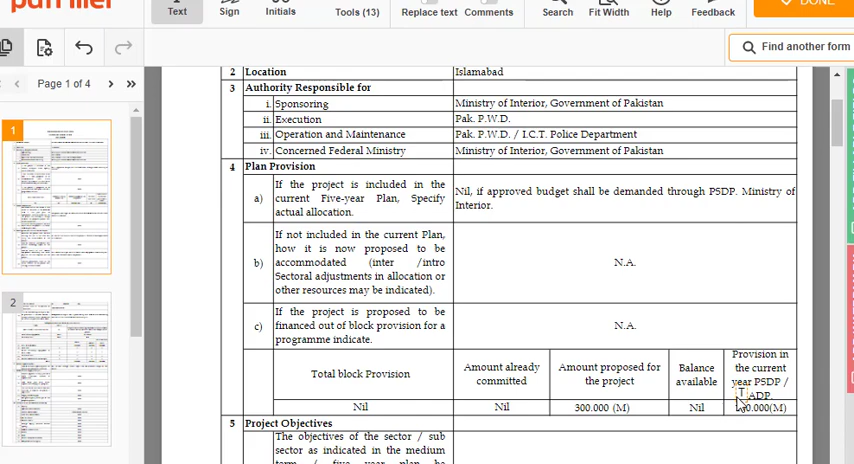 pdfFiller
Text
Sign
Initials
Tools (13)
Replace text
Comments
Search
Fit Width
Help
Feedback
DONE
Page 1 of 4
Find another form
1
2
2 Location Islamabad
3 Authority Responsible for
i. Sponsoring Ministry of Interior, Government of Pakistan
ii. Execution Pak. P.W.D.
iii. Operation and Maintenance Pak. P.W.D. / I.C.T. Police Department
iv. Concerned Federal Ministry Ministry of Interior, Government of Pakistan
4 Plan Provision
a) If the project is included in the
current Five-year Plan, Specify
actual allocation.
Nil, if approved budget shall be demanded through PSDP. Ministry of
Interior.
b) If not included in the current Plan,
how it is now proposed to be
accommodated (inter /intro
Sectoral adjustments in allocation or
other resources may be indicated).
N.A.
c) If the project is proposed to be
financed out of block provision for a
programme indicate.
N.A.
Total block Provision
Amount already
committed
Amount proposed for
the project
Balance
available
Provision in
the current
year PSDP /
ADP.
Nil Nil 300.000 (M) Nil
5 Project Objectives
The objectives of the sector / sub
sector as indicated in the medium
term / five year plan be